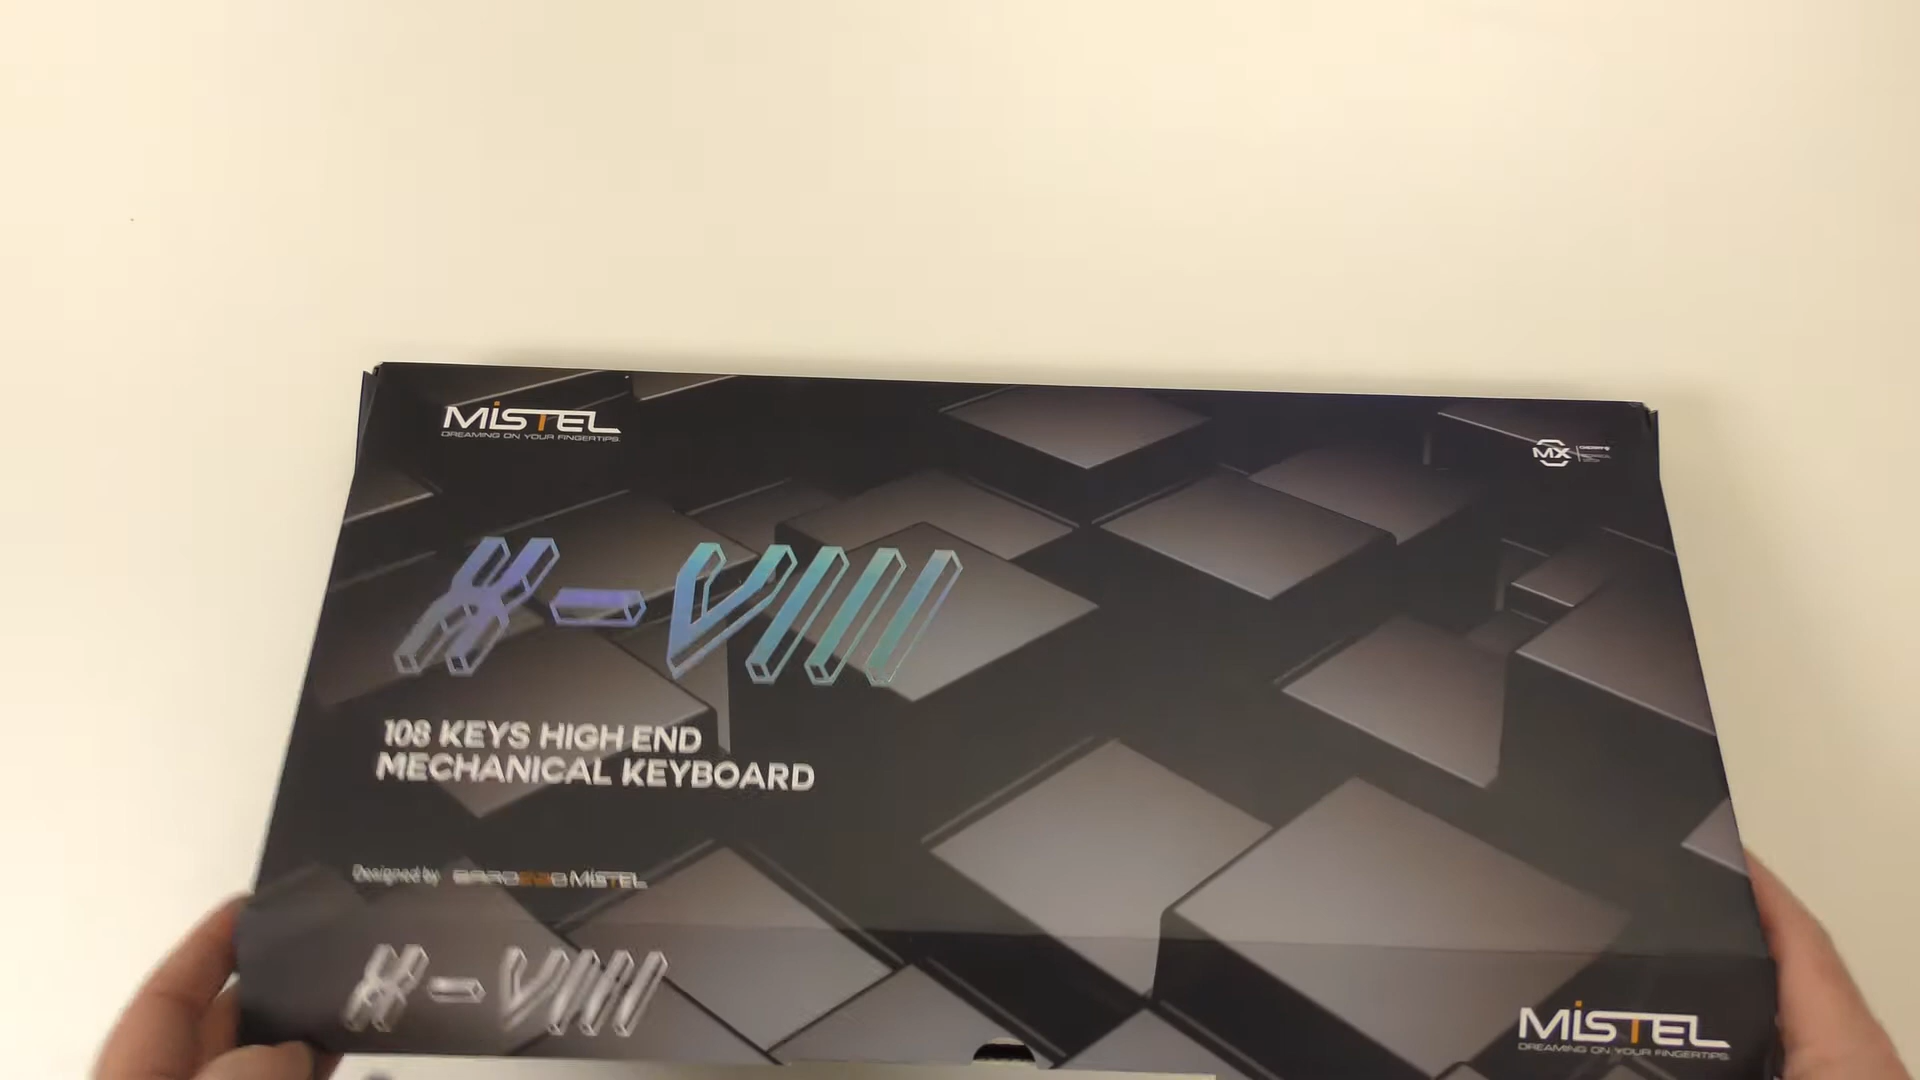 MiSTEL
DREAMING ON YOUR FINGERTIPS.
MX
X-VIII
108 KEYS HIGH END
MECHANICAL KEYBOARD
Designed by BAROCCO MiSTEL
X-VIII
MiSTEL
DREAMING ON YOUR FINGERTIPS.